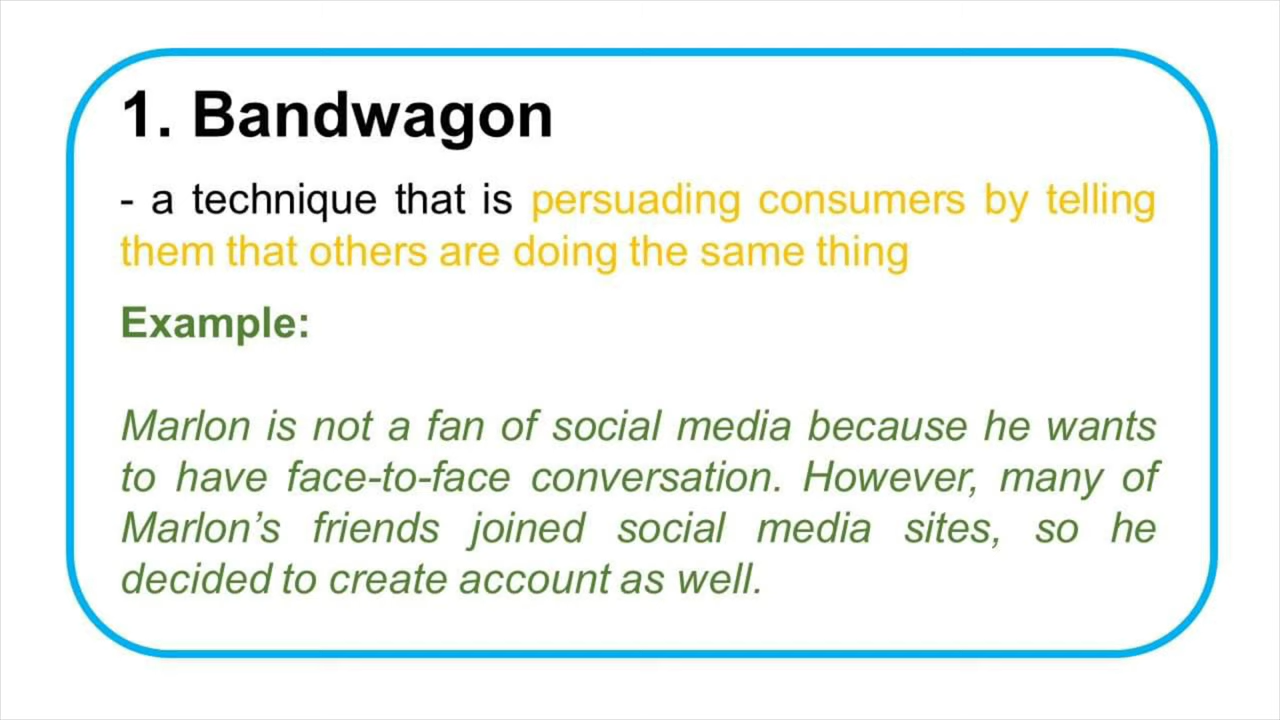 1. Bandwagon
- a technique that is persuading consumers by telling
them that others are doing the same thing
Example:
Marlon is not a fan of social media because he wants
to have face-to-face conversation. However, many of
Marlon’s friends joined social media sites, so he
decided to create account as well.